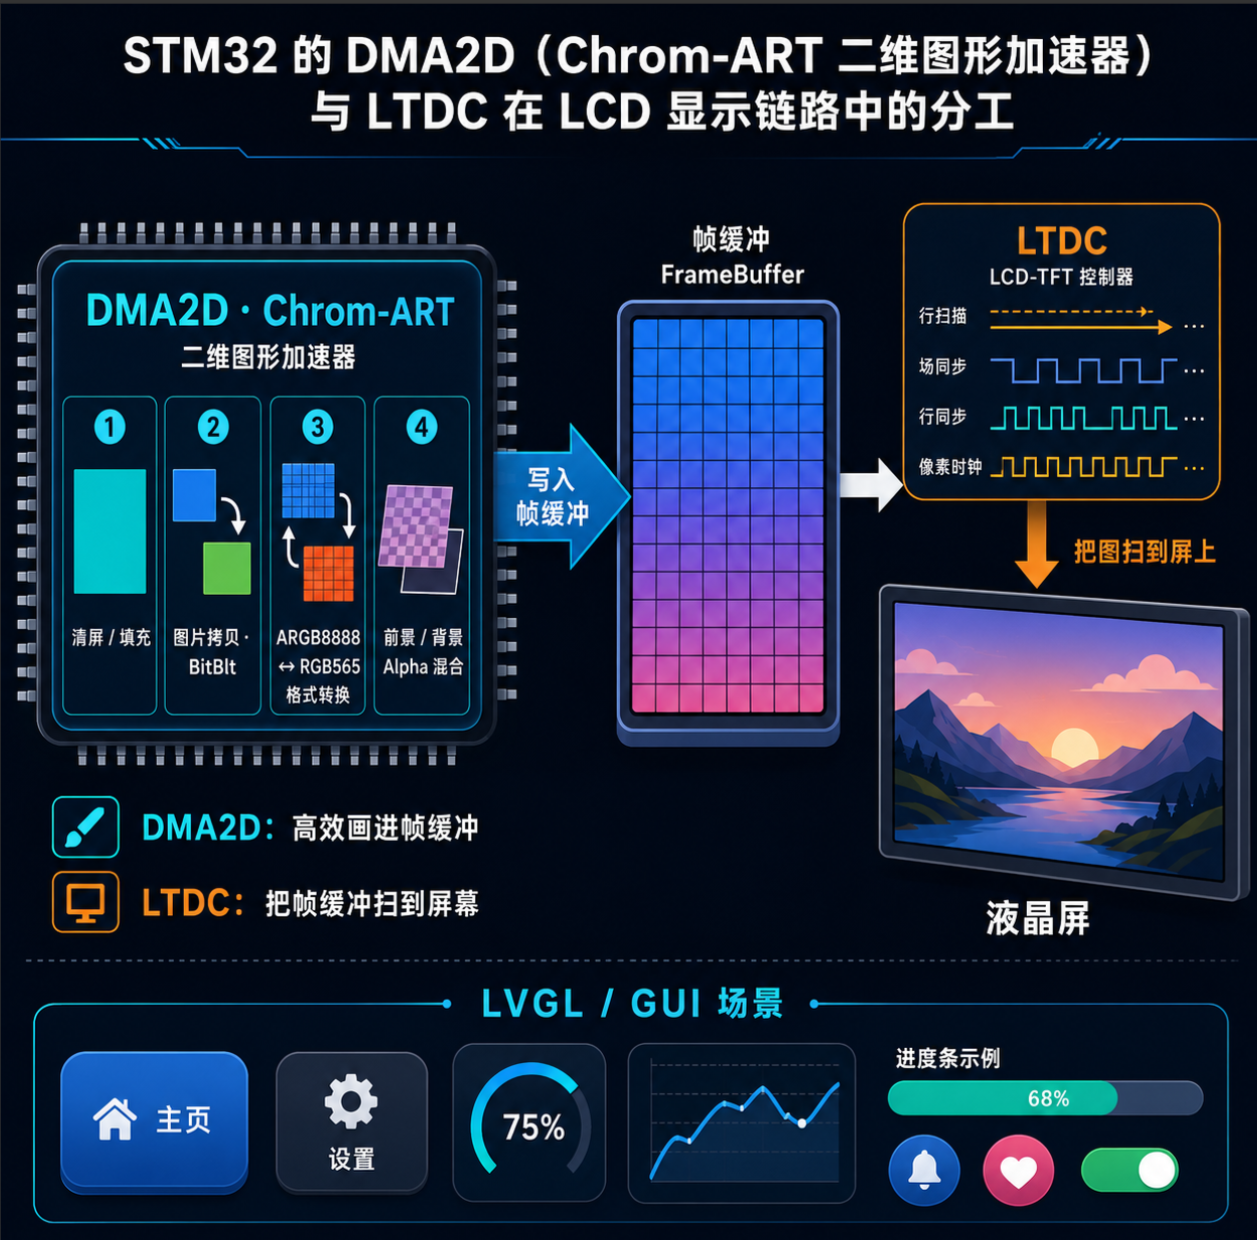 STM32 的 DMA2D（Chrom-ART 二维图形加速器）
与 LTDC 在 LCD 显示链路中的分工
DMA2D · Chrom-ART
二维图形加速器
1
清屏 / 填充
2
图片拷贝 ·
BitBlt
3
ARGB8888
↔ RGB565
格式转换
4
前景 / 背景
Alpha 混合
写入
帧缓冲
帧缓冲
FrameBuffer
LTDC
LCD-TFT 控制器
行扫描 ...
场同步 ...
行同步 ...
像素时钟 ...
把图扫到屏上
液晶屏
DMA2D：高效画进帧缓冲
LTDC：把帧缓冲扫到屏幕
LVGL / GUI 场景
主页
设置
75%
进度条示例
68%